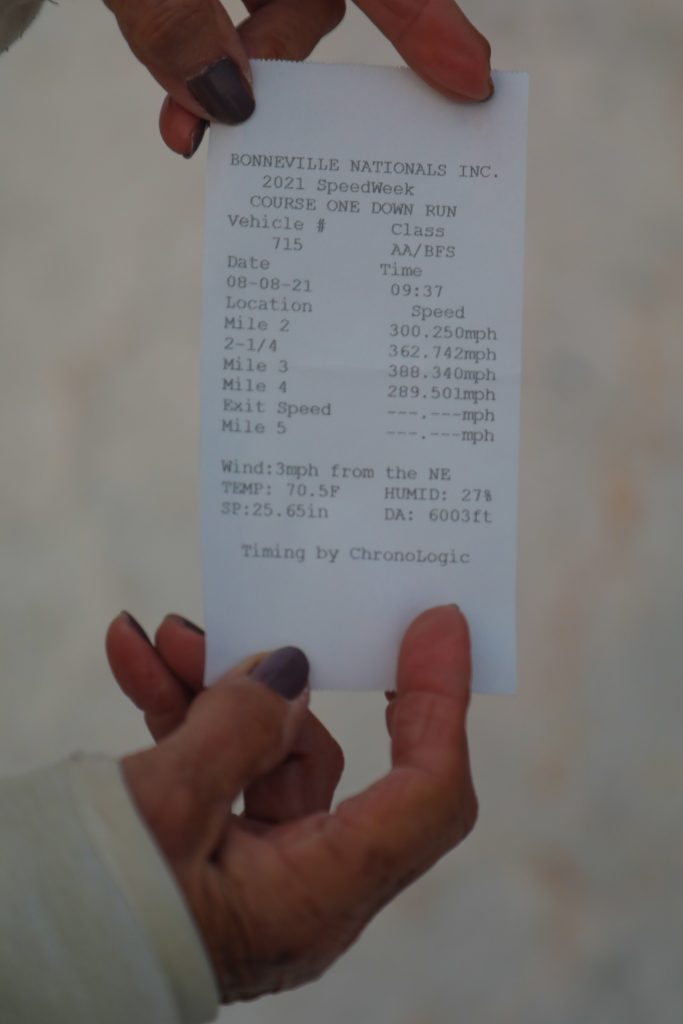 BONNEVILLE NATIONALS INC.
2021 SpeedWeek
COURSE ONE DOWN RUN
Vehicle # Class
715 AA/BFS
Date Time
08-08-21 09:37
Location Speed
Mile 2 300.250mph
2-1/4 362.742mph
Mile 3 388.340mph
Mile 4 289.501mph
Exit Speed ---.---mph
Mile 5 ---.---mph
Wind:3mph from the NE
TEMP: 70.5F HUMID: 27%
SP:25.65in DA: 6003ft
Timing by ChronoLogic